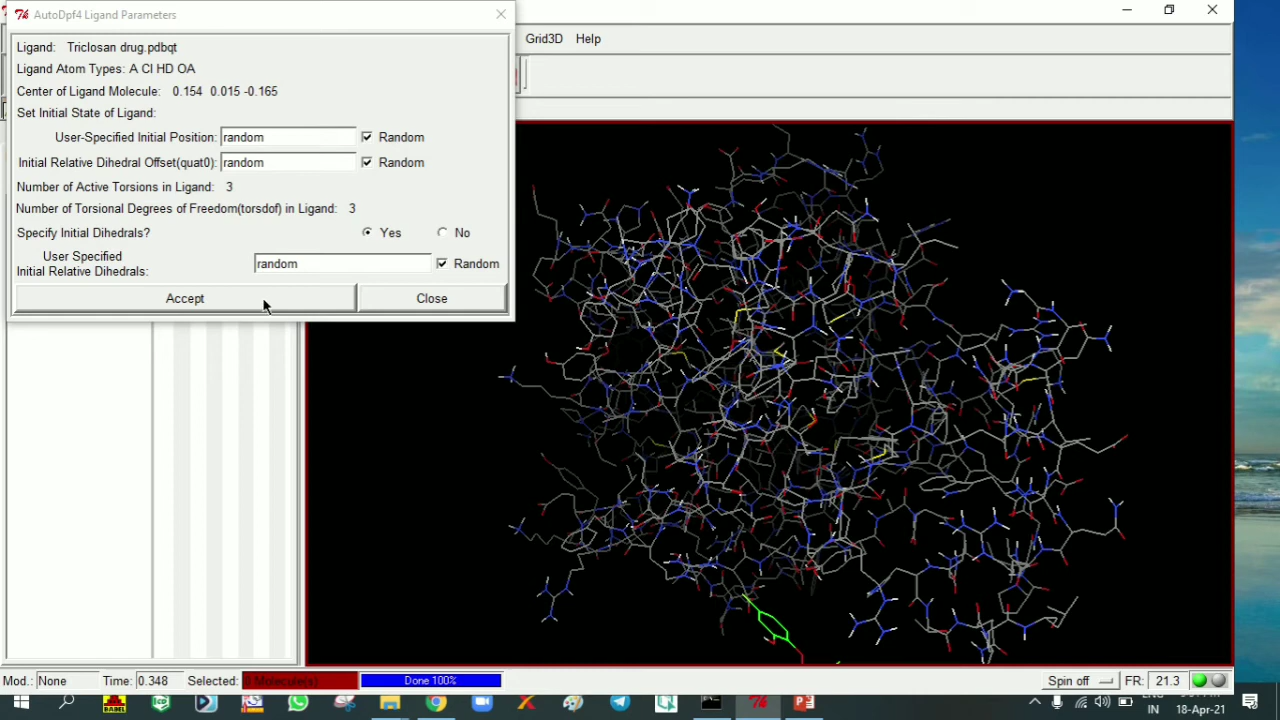 AutoDpf4 Ligand Parameters
Grid3D Help
Ligand: Triclosan drug.pdbqt
Ligand Atom Types: A Cl HD OA
Center of Ligand Molecule: 0.154 0.015 -0.165
Set Initial State of Ligand:
User-Specified Initial Position: random Random
Initial Relative Dihedral Offset(quat0): random Random
Number of Active Torsions in Ligand: 3
Number of Torsional Degrees of Freedom(torsdof) in Ligand: 3
Specify Initial Dihedrals? Yes No
User Specified
Initial Relative Dihedrals: random Random
Accept Close
Mod.: None Time: 0.348 Selected: 0 Molecule(s) Done 100% Spin off FR: 21.3
BABEL
IN 18-Apr-21